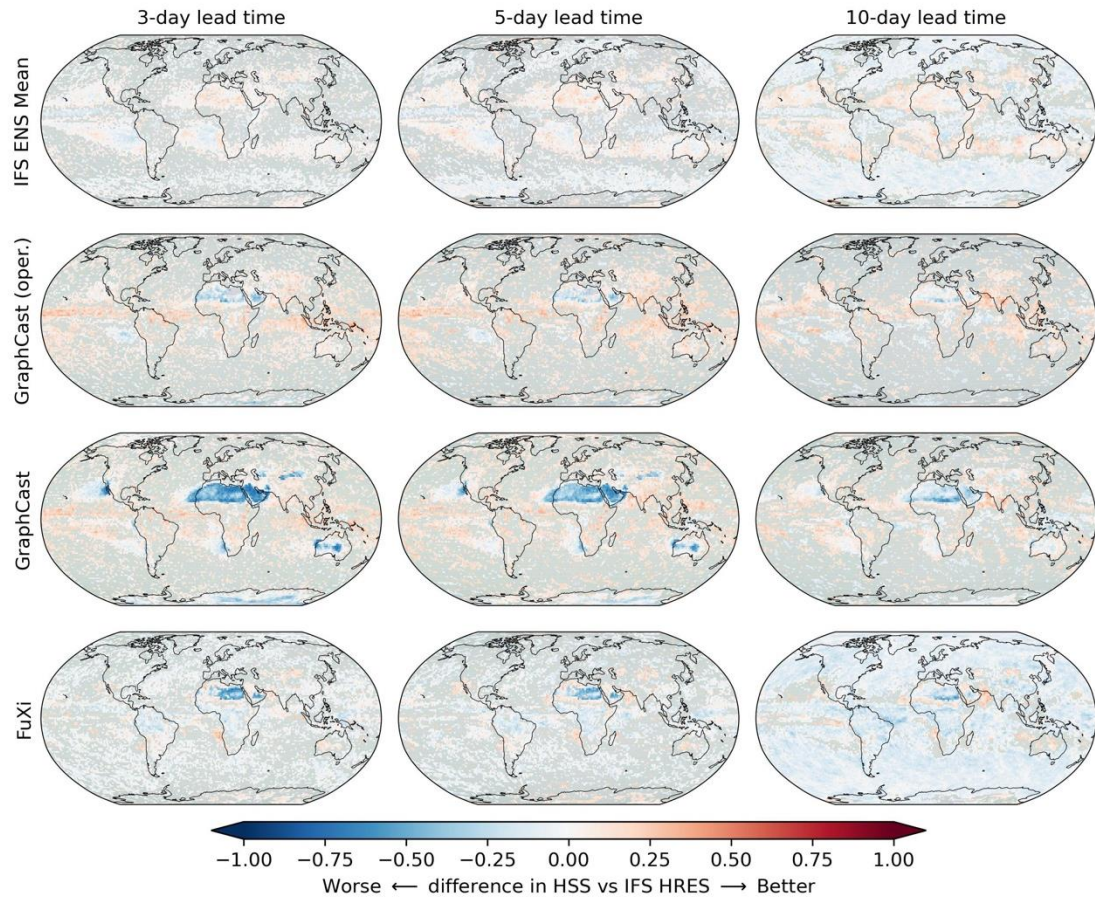 3-day lead time 5-day lead time 10-day lead time
IFS ENS Mean
GraphCast (oper.)
GraphCast
FuXi
−1.00 −0.75 −0.50 −0.25 0.00 0.25 0.50 0.75 1.00
Worse ⟵ difference in HSS vs IFS HRES ⟶ Better